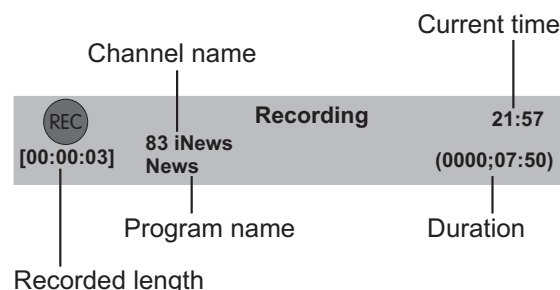 Current time
Channel name
REC
Recording
21:57
83 iNews
[00:00:03]
News
(0000;07:50)
Program name
Duration
Recorded length